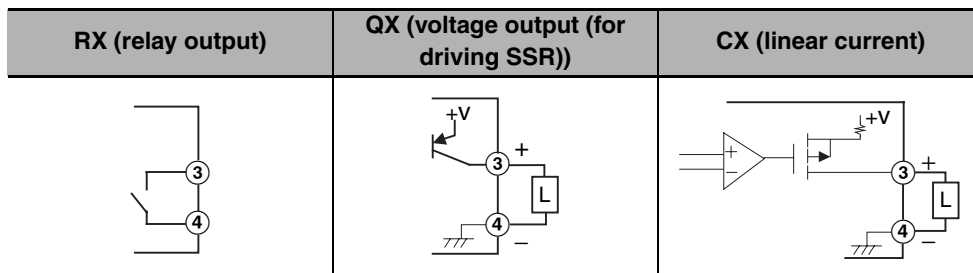 RX (relay output)
QX (voltage output (for
driving SSR))
CX (linear current)
3
4
+V
3
+
L
4
−
+
−
+V
3
+
L
4
−